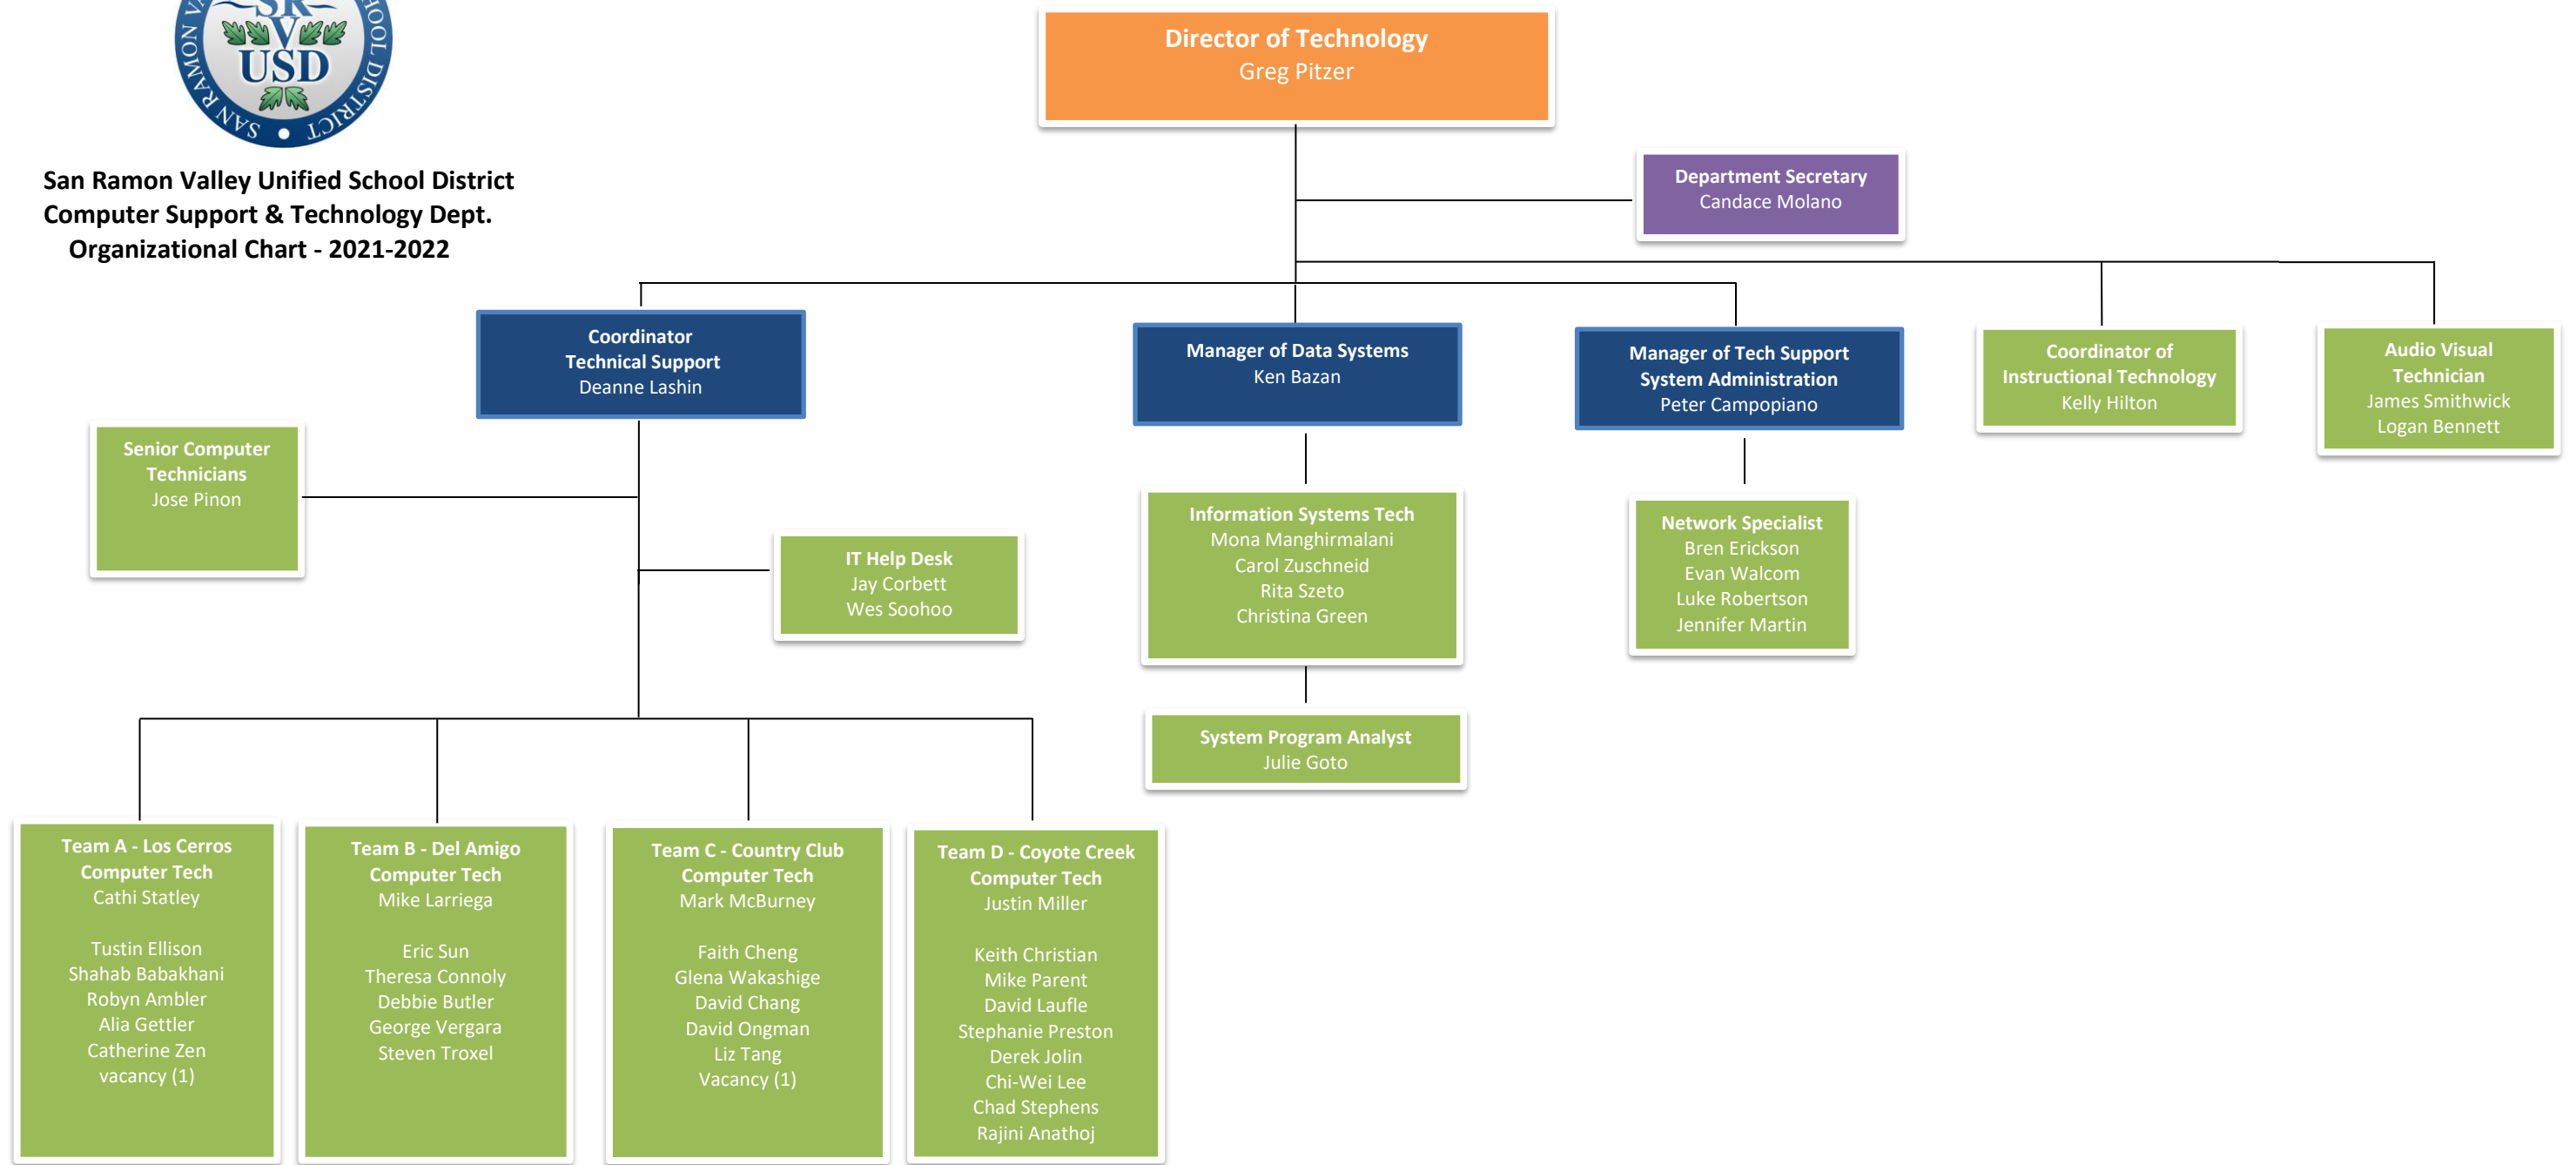 SRV
USD
SAN RAMON VA
HOOL DISTRICT
San Ramon Valley Unified School District
Computer Support & Technology Dept.
Organizational Chart - 2021-2022
Director of Technology
Greg Pitzer
Department Secretary
Candace Molano
Coordinator
Technical Support
Deanne Lashin
Manager of Data Systems
Ken Bazan
Manager of Tech Support
System Administration
Peter Campopiano
Coordinator of
Instructional Technology
Kelly Hilton
Audio Visual
Technician
James Smithwick
Logan Bennett
Senior Computer
Technicians
Jose Pinon
IT Help Desk
Jay Corbett
Wes Soohoo
Information Systems Tech
Mona Manghirmalani
Carol Zuschneid
Rita Szeto
Christina Green
Network Specialist
Bren Erickson
Evan Walcom
Luke Robertson
Jennifer Martin
System Program Analyst
Julie Goto
Team A - Los Cerros
Computer Tech
Cathi Statley
Tustin Ellison
Shahab Babakhani
Robyn Ambler
Alia Gettler
Catherine Zen
vacancy (1)
Team B - Del Amigo
Computer Tech
Mike Larriega
Eric Sun
Theresa Connoly
Debbie Butler
George Vergara
Steven Troxel
Team C - Country Club
Computer Tech
Mark McBurney
Faith Cheng
Glena Wakashige
David Chang
David Ongman
Liz Tang
Vacancy (1)
Team D - Coyote Creek
Computer Tech
Justin Miller
Keith Christian
Mike Parent
David Laufle
Stephanie Preston
Derek Jolin
Chi-Wei Lee
Chad Stephens
Rajini Anathoj